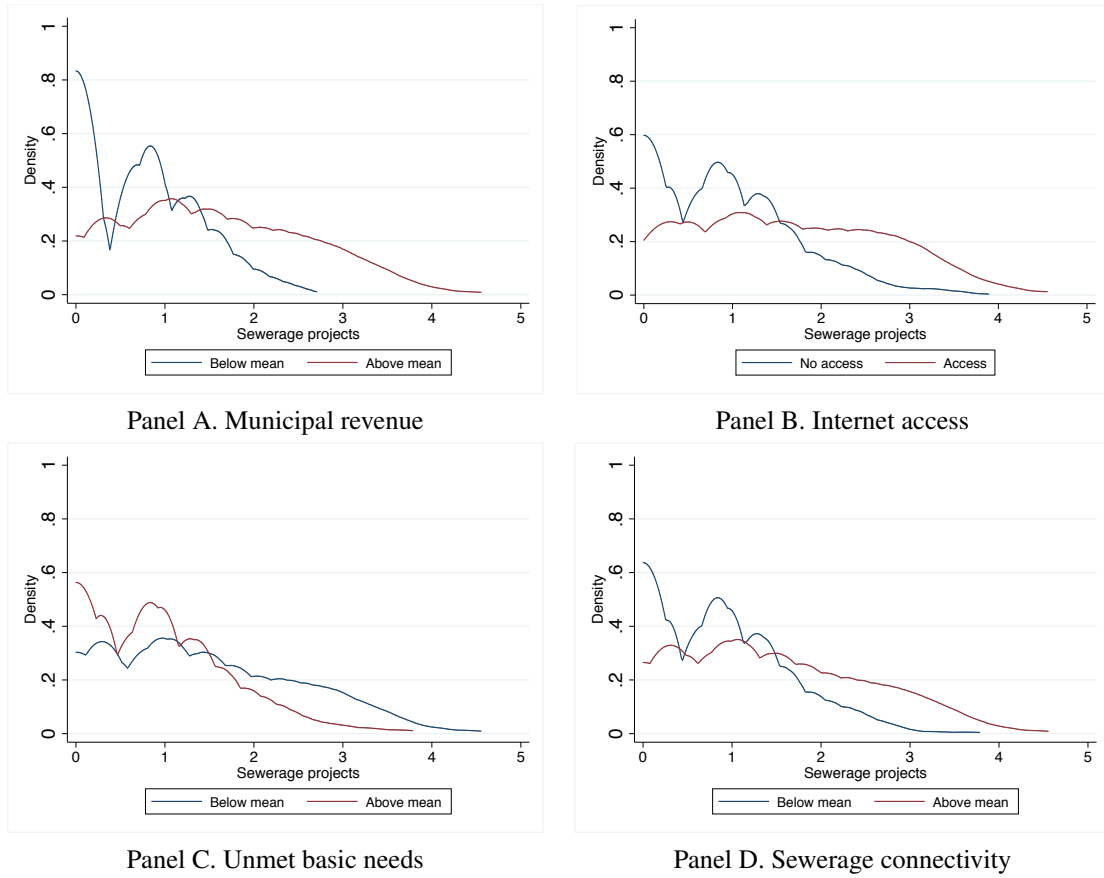 1
.8
.6
.4
.2
0
Density
0 1 2 3 4 5
Sewerage projects
Below mean Above mean
Panel A. Municipal revenue
1
.8
.6
.4
.2
0
Density
0 1 2 3 4 5
Sewerage projects
No access Access
Panel B. Internet access
1
.8
.6
.4
.2
0
Density
0 1 2 3 4 5
Sewerage projects
Below mean Above mean
Panel C. Unmet basic needs
1
.8
.6
.4
.2
0
Density
0 1 2 3 4 5
Sewerage projects
Below mean Above mean
Panel D. Sewerage connectivity